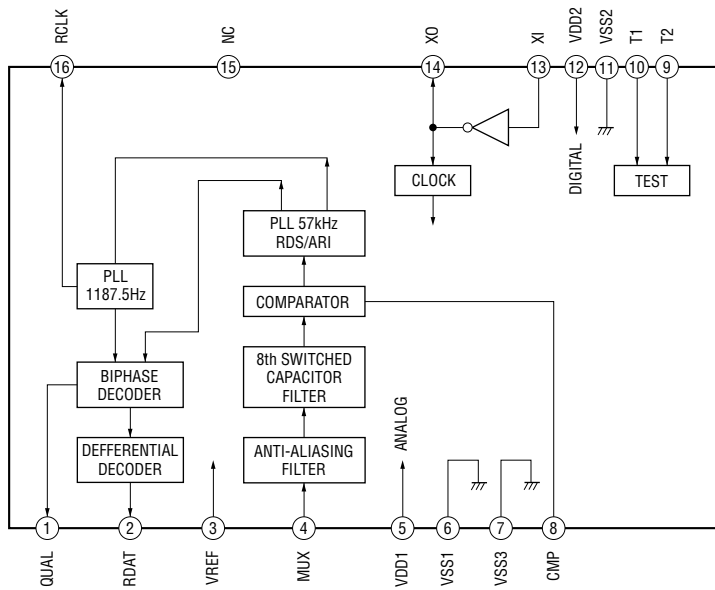 RCLK
NC
XO
XI
VDD2
VSS2
T1
T2
16
15
14
13
12
11
10
9
DIGITAL
CLOCK
TEST
PLL 57kHz
RDS/ARI
PLL
1187.5Hz
COMPARATOR
8th SWITCHED
CAPACITOR
FILTER
BIPHASE
DECODER
ANALOG
DEFFERENTIAL
DECODER
ANTI-ALIASING
FILTER
1
2
3
4
5
6
7
8
QUAL
RDAT
VREF
MUX
VDD1
VSS1
VSS3
CMP